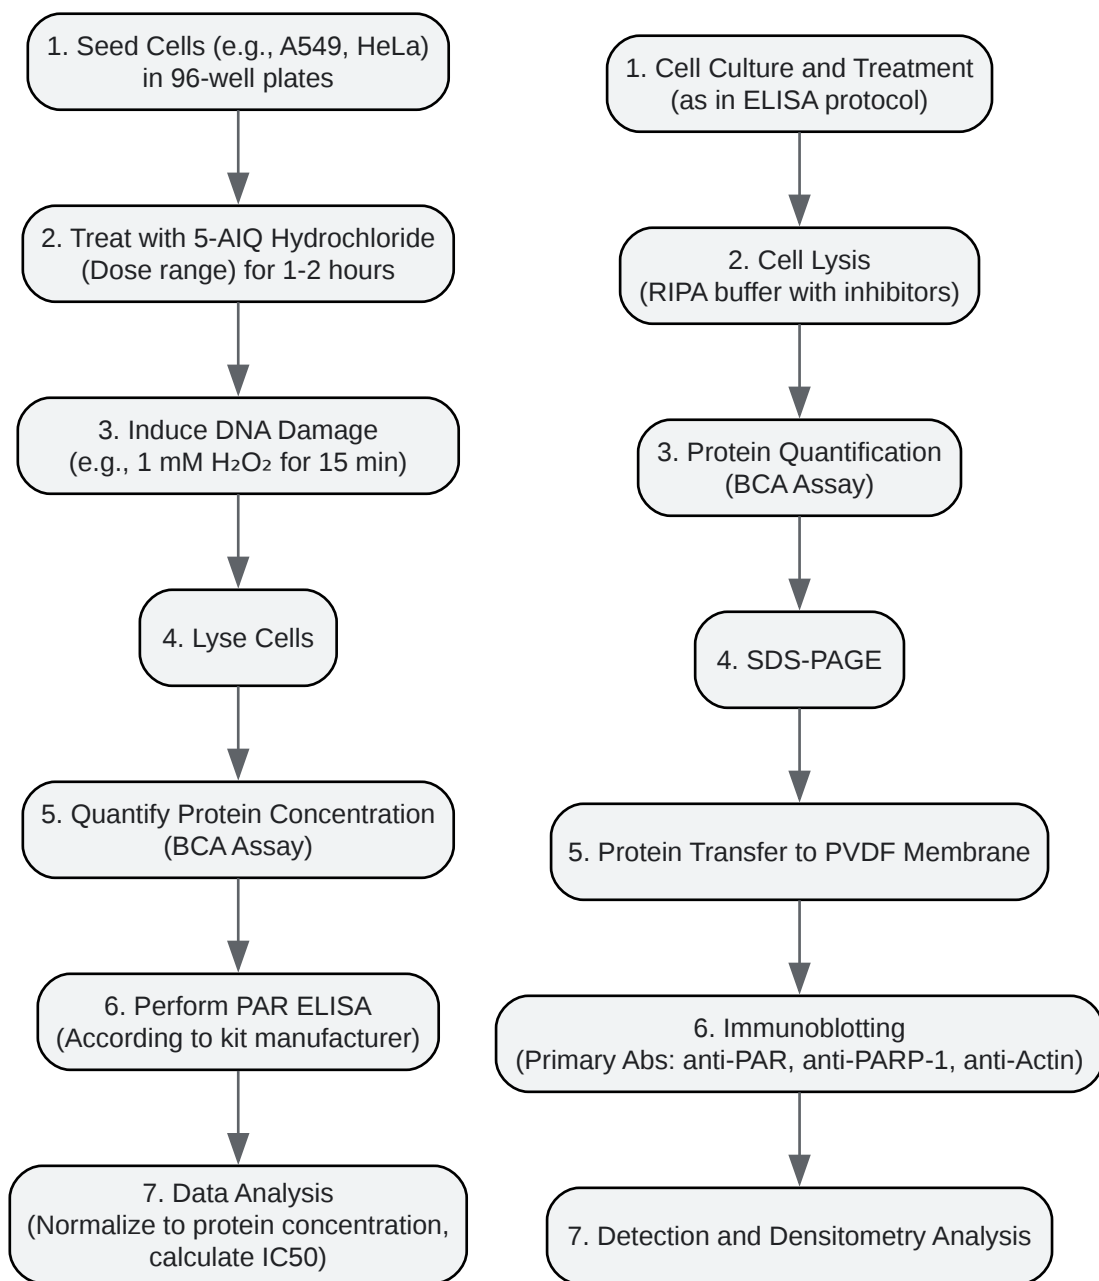 1. Seed Cells (e.g., A549, HeLa)
in 96-well plates
2. Treat with 5-AIQ Hydrochloride
(Dose range) for 1-2 hours
3. Induce DNA Damage
(e.g., 1 mM H₂O₂ for 15 min)
4. Lyse Cells
5. Quantify Protein Concentration
(BCA Assay)
6. Perform PAR ELISA
(According to kit manufacturer)
7. Data Analysis
(Normalize to protein concentration,
calculate IC50)
1. Cell Culture and Treatment
(as in ELISA protocol)
2. Cell Lysis
(RIPA buffer with inhibitors)
3. Protein Quantification
(BCA Assay)
4. SDS-PAGE
5. Protein Transfer to PVDF Membrane
6. Immunoblotting
(Primary Abs: anti-PAR, anti-PARP-1, anti-Actin)
7. Detection and Densitometry Analysis